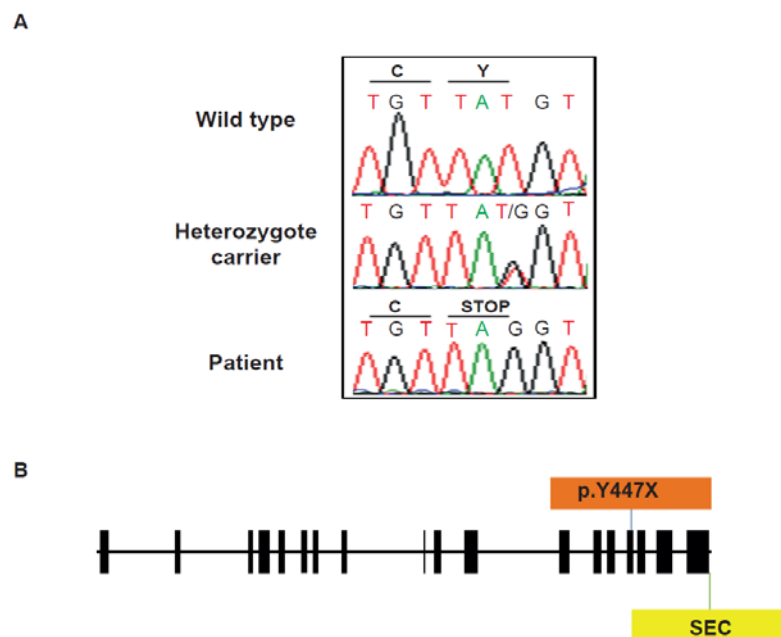 A
C Y
T G T T A T G T
Wild type
T G T T A T/G G T
Heterozygote
carrier
C STOP
T G T T A G G T
Patient
B
p.Y447X
SEC